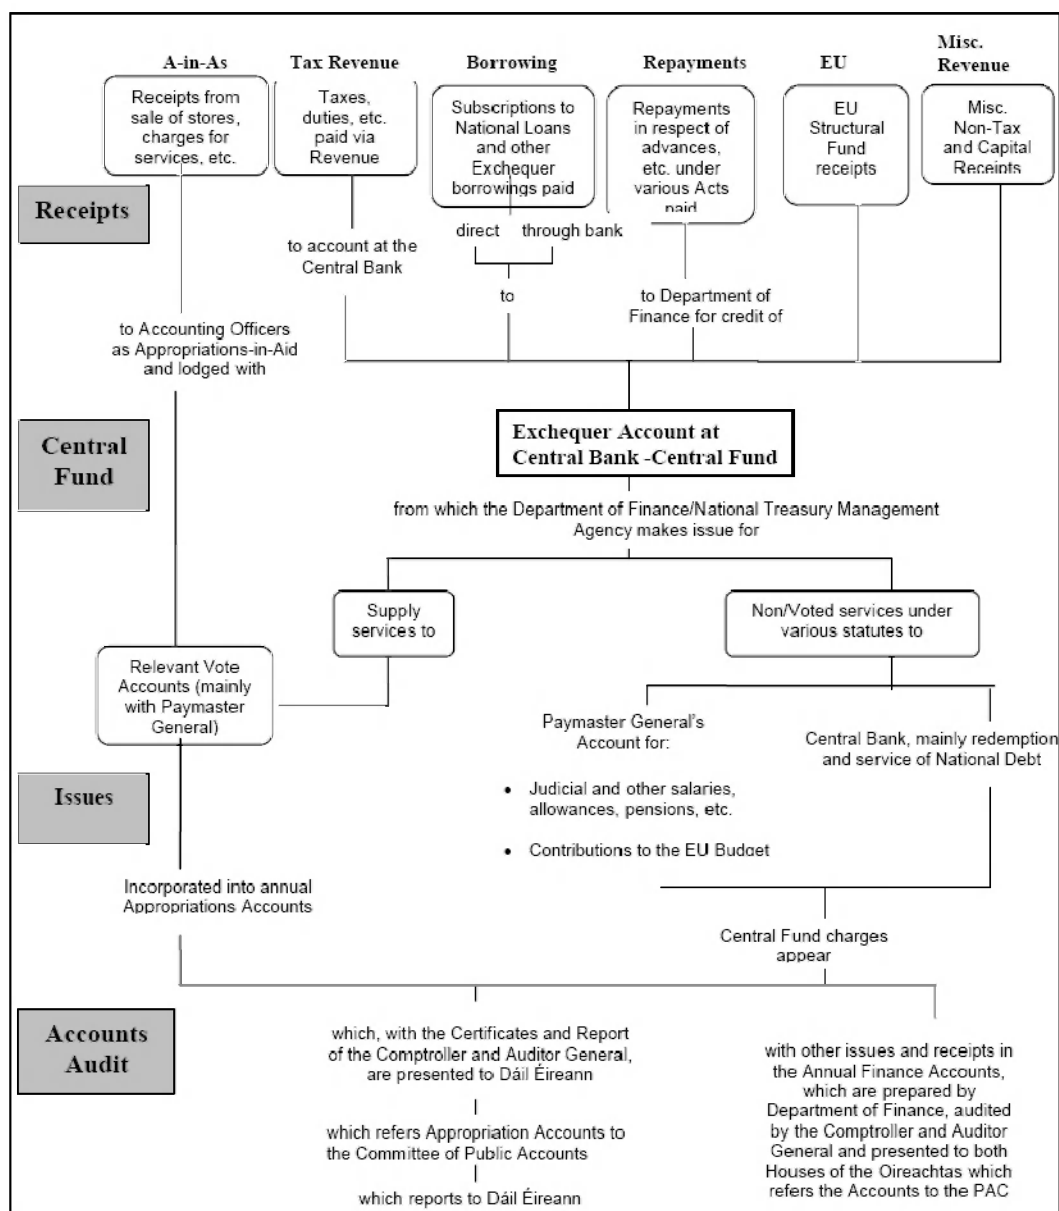 A-in-As
Tax Revenue
Borrowing
Repayments
EU
Misc.
Revenue
Receipts from
sale of stores,
charges for
services, etc.
Taxes,
duties, etc.
paid via
Revenue
Subscriptions to
National Loans
and other
Exchequer
borrowings paid
Repayments
in respect of
advances,
etc. under
various Acts
paid
EU
Structural
Fund
receipts
Misc.
Non-Tax
and Capital
Receipts
Receipts
to account at the
Central Bank
direct
through bank
to
to Department of
Finance for credit of
to Accounting Officers
as Appropriations-in-Aid
and lodged with
Central
Fund
Exchequer Account at
Central Bank -Central Fund
from which the Department of Finance/National Treasury Management
Agency makes issue for
Supply
services to
Non/Voted services under
various statutes to
Relevant Vote
Accounts (mainly
with Paymaster
General)
Paymaster General's
Account for:
• Judicial and other salaries,
allowances, pensions, etc.
• Contributions to the EU Budget
Central Bank, mainly redemption
and service of National Debt
Issues
Incorporated into annual
Appropriations Accounts
Central Fund charges
appear
Accounts
Audit
which, with the Certificates and Report
of the Comptroller and Auditor General,
are presented to Dáil Éireann
which refers Appropriation Accounts to
the Committee of Public Accounts
which reports to Dáil Éireann
with other issues and receipts in
the Annual Finance Accounts,
which are prepared by
Department of Finance, audited
by the Comptroller and Auditor
General and presented to both
Houses of the Oireachtas which
refers the Accounts to the PAC